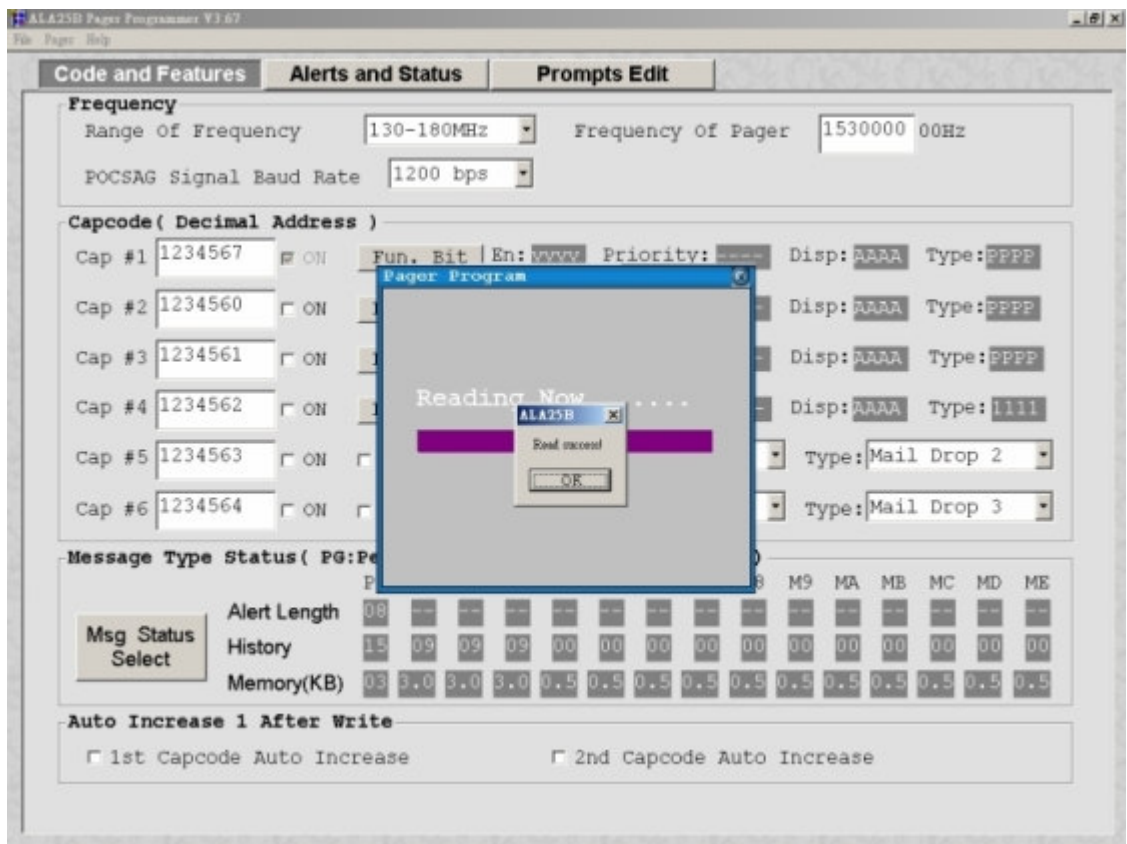 ALA25B Pager Programmer V3.67
File Pager Help
Code and Features Alerts and Status Prompts Edit
Frequency
Range Of Frequency 130-180MHz Frequency Of Pager 1530000 00Hz
POCSAG Signal Baud Rate 1200 bps
Capcode( Decimal Address )
Cap #1 1234567 ON Fun. Bit En: yyyy Priority: ---- Disp: AAAA Type: PPPP
Cap #2 1234560 ON Disp: AAAA Type: PPPP
Cap #3 1234561 ON Disp: AAAA Type: PPPP
Cap #4 1234562 ON Disp: AAAA Type: 1111
Cap #5 1234563 ON Type: Mail Drop 2
Cap #6 1234564 ON Type: Mail Drop 3
Pager Program
Reading Now .......
ALA25B
Read success!
OK
Message Type Status( PG:Pe )
M9 MA MB MC MD ME
Msg Status Select
Alert Length 08 -- -- -- -- -- -- -- -- -- -- -- -- -- --
History 15 09 09 09 00 00 00 00 00 00 00 00 00 00 00
Memory(KB) 03 3.0 3.0 3.0 0.5 0.5 0.5 0.5 0.5 0.5 0.5 0.5 0.5 0.5 0.5
Auto Increase 1 After Write
1st Capcode Auto Increase 2nd Capcode Auto Increase